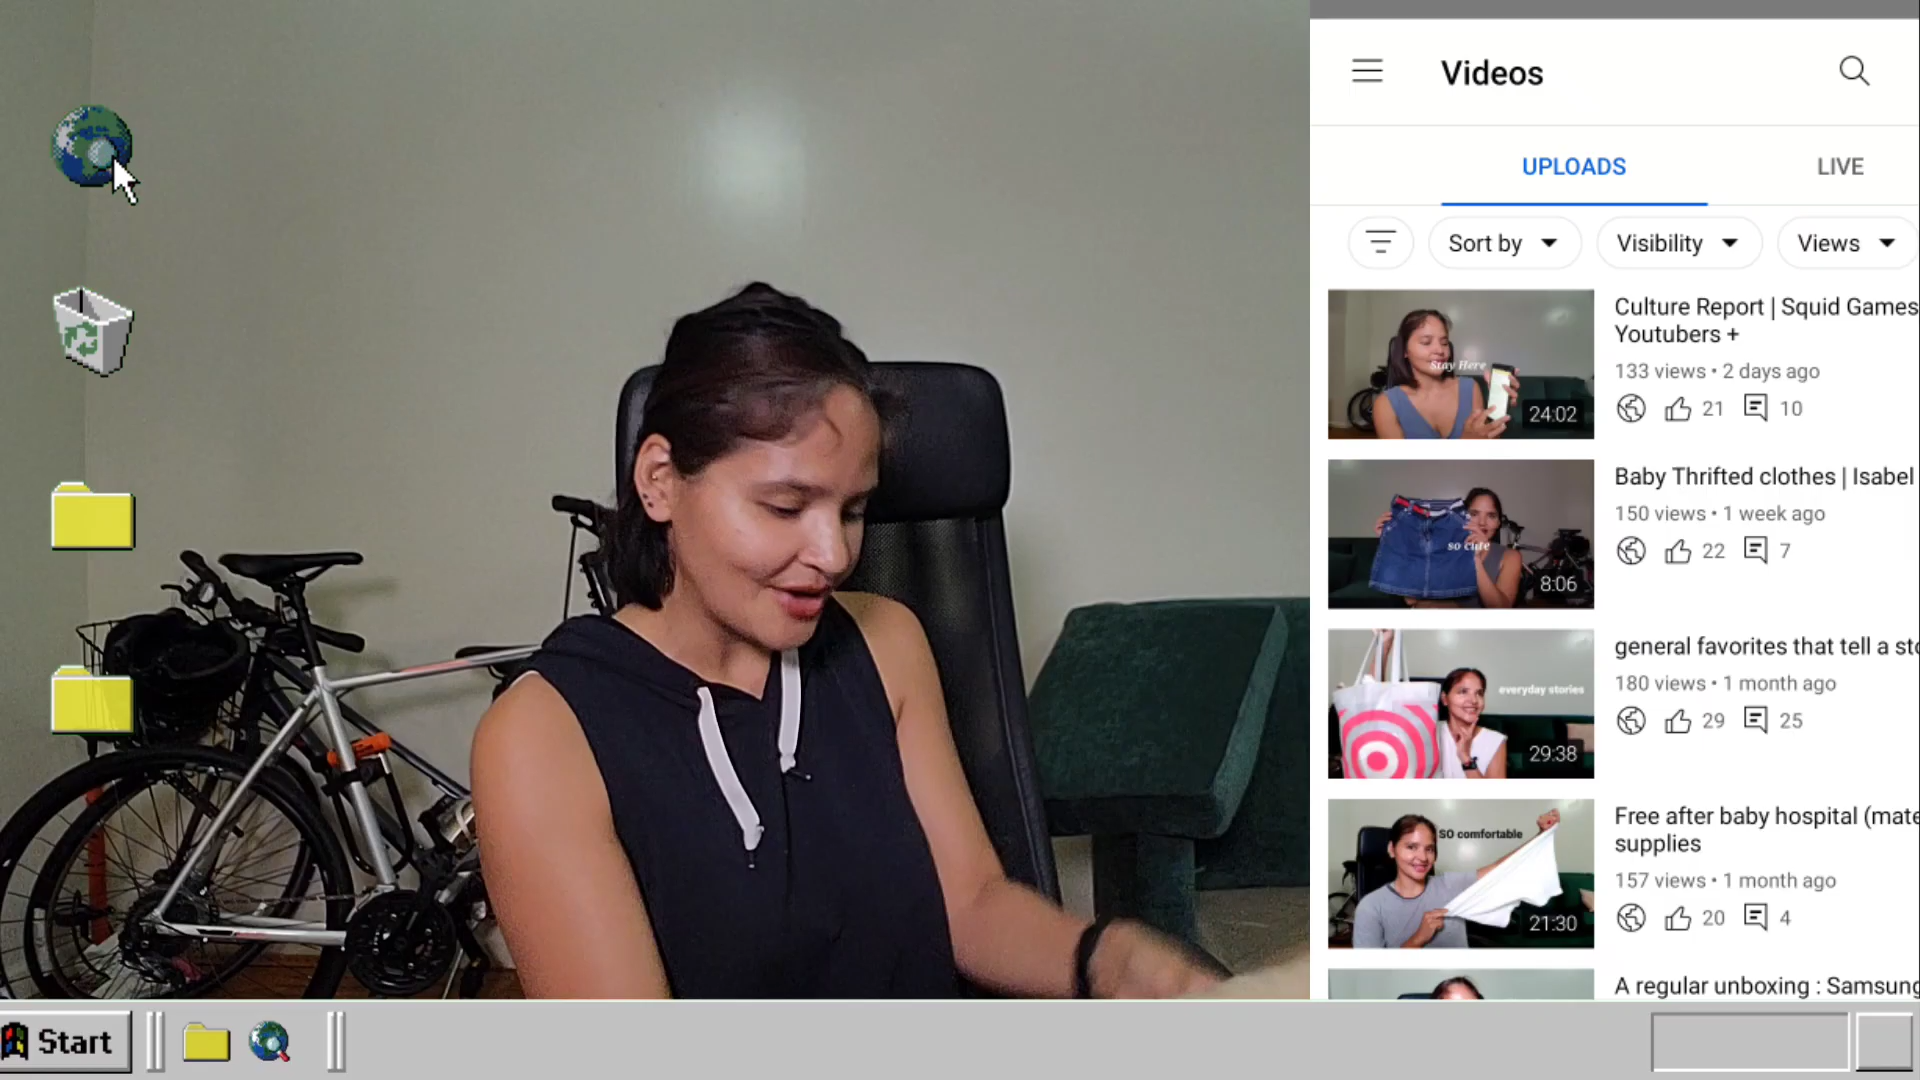 Videos
UPLOADS
LIVE
Sort by
Visibility
Views
Culture Report | Squid Games
Youtubers +
133 views • 2 days ago
21
10
Stay Here
24:02
Baby Thrifted clothes | Isabel
150 views • 1 week ago
22
7
so cute
8:06
general favorites that tell a sto
180 views • 1 month ago
29
25
everyday stories
29:38
Free after baby hospital (mate
supplies
157 views • 1 month ago
20
4
SO comfortable
21:30
A regular unboxing : Samsung
Start